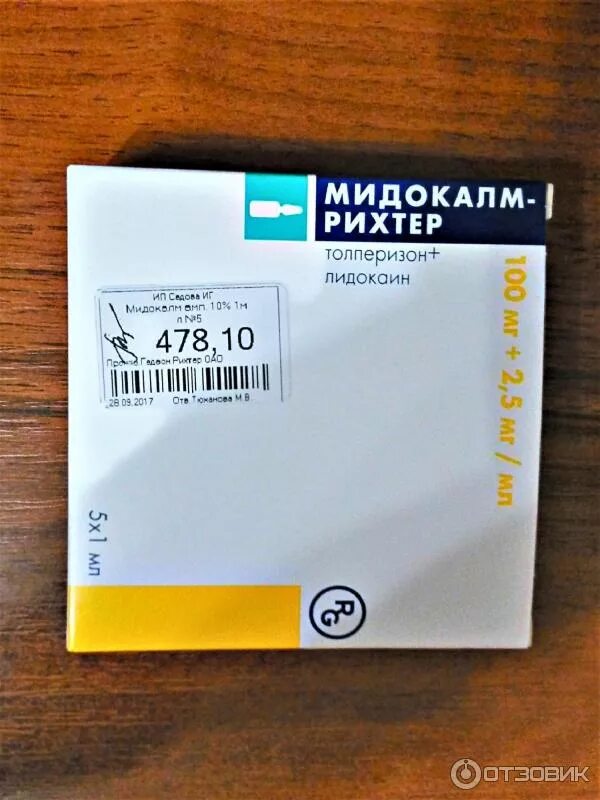 МИДОКАЛМ-
РИХТЕР
толперизон+
лидокаин
100 мг + 2,5 мг / мл
ИП Седова ИГ
Мидокалм амп. 10% 1м
л №5
478,10
Произв.Гедеон Рихтер ОАО
28.09.2017 Отв.Тюханова М.В.
5x1 мл
RG
ОТЗОВИК